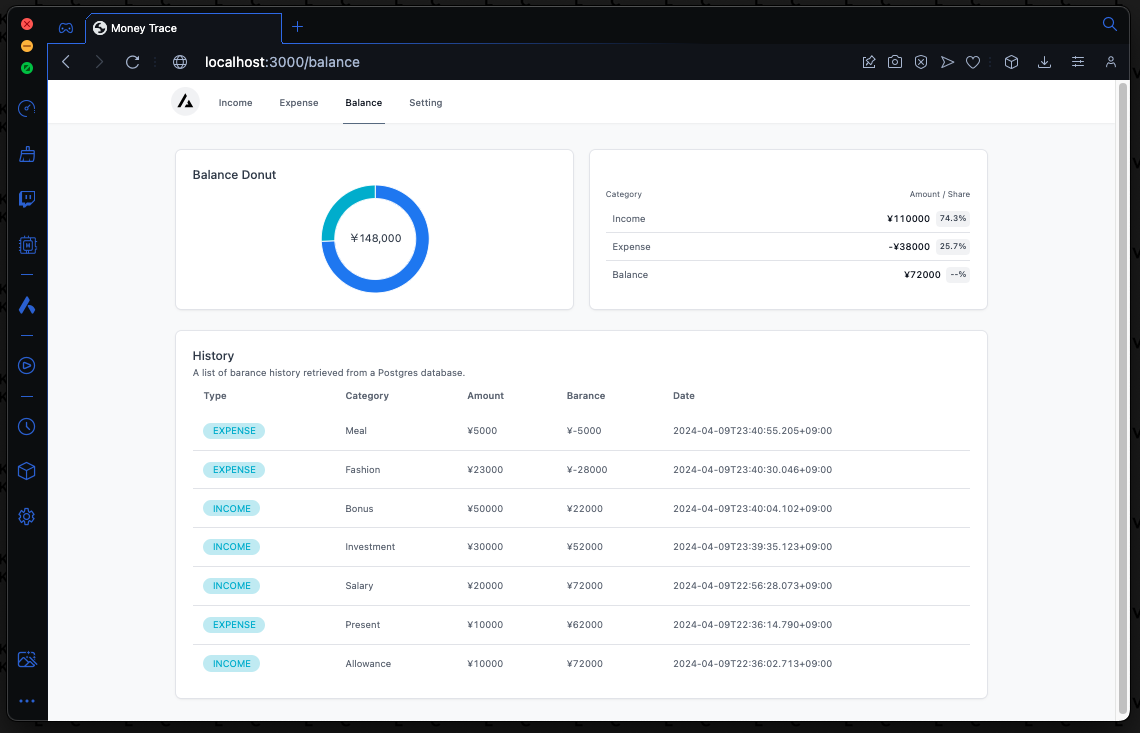 Money Trace
localhost:3000/balance
Income Expense Balance Setting
Balance Donut
¥148,000
Category Amount / Share
Income ¥110000 74.3%
Expense -¥38000 25.7%
Balance ¥72000 --%
History
A list of barance history retrieved from a Postgres database.
Type Category Amount Barance Date
EXPENSE Meal ¥5000 ¥-5000 2024-04-09T23:40:55.205+09:00
EXPENSE Fashion ¥23000 ¥-28000 2024-04-09T23:40:30.046+09:00
INCOME Bonus ¥50000 ¥22000 2024-04-09T23:40:04.102+09:00
INCOME Investment ¥30000 ¥52000 2024-04-09T23:39:35.123+09:00
INCOME Salary ¥20000 ¥72000 2024-04-09T22:56:28.073+09:00
EXPENSE Present ¥10000 ¥62000 2024-04-09T22:36:14.790+09:00
INCOME Allowance ¥10000 ¥72000 2024-04-09T22:36:02.713+09:00